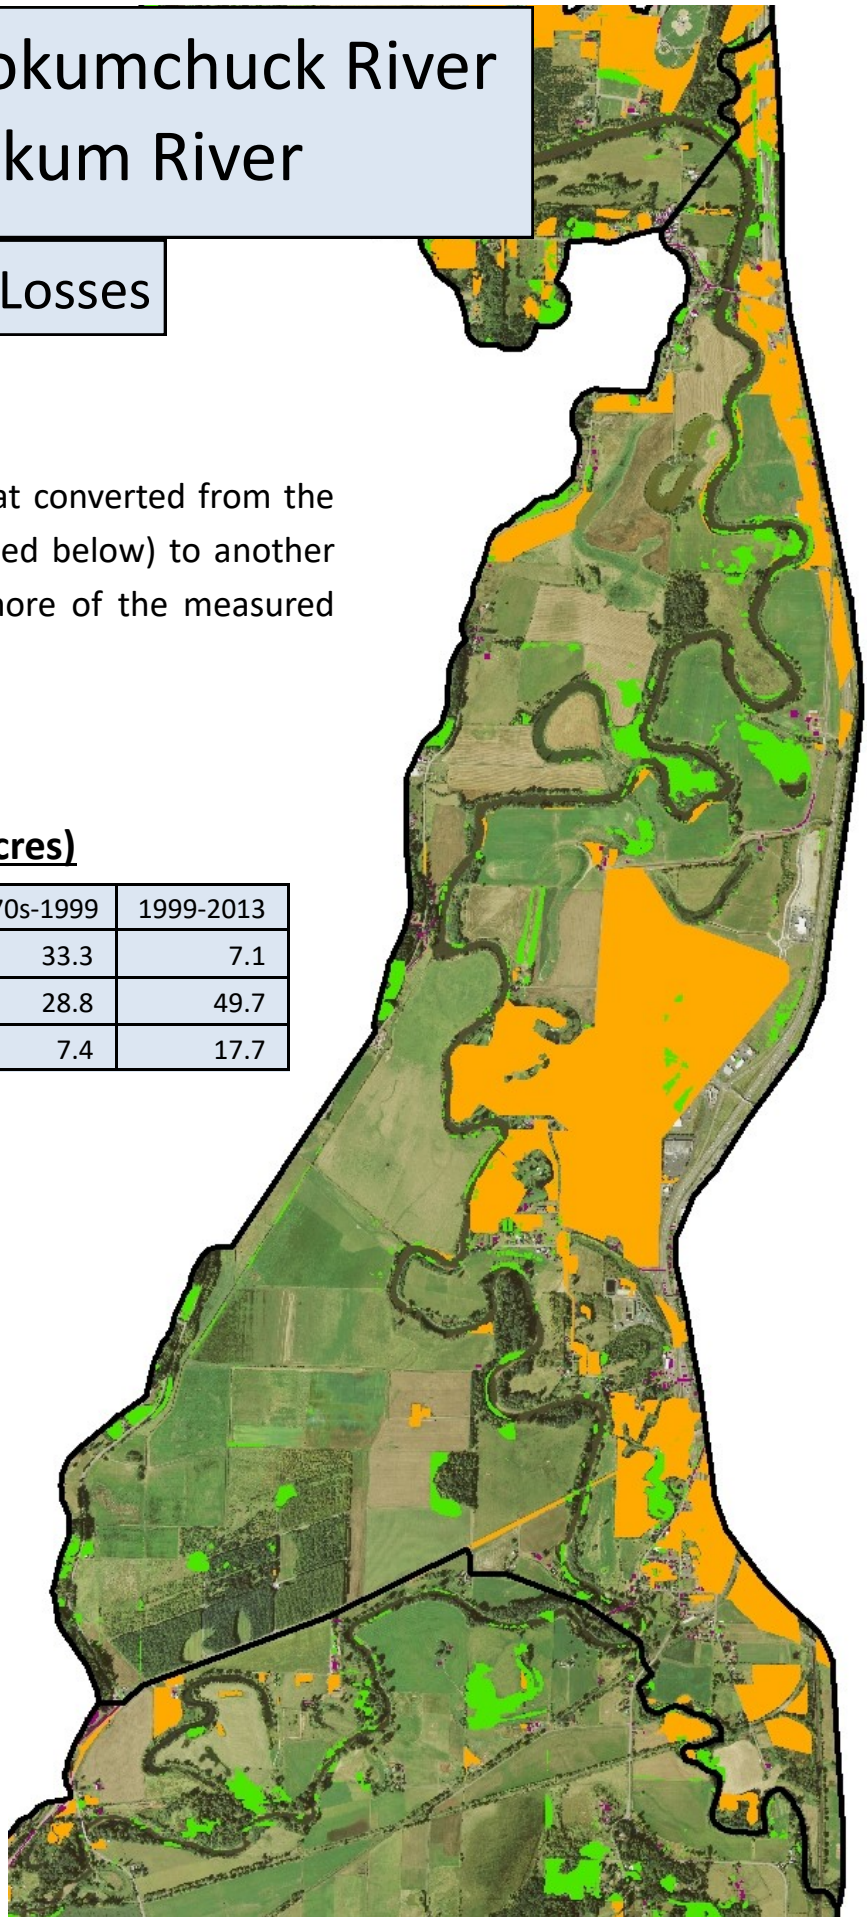 okumchuck River
kum River
Losses
at converted from the
ed below) to another
nore of the measured
cres)
70s-1999 1999-2013
33.3 7.1
28.8 49.7
7.4 17.7